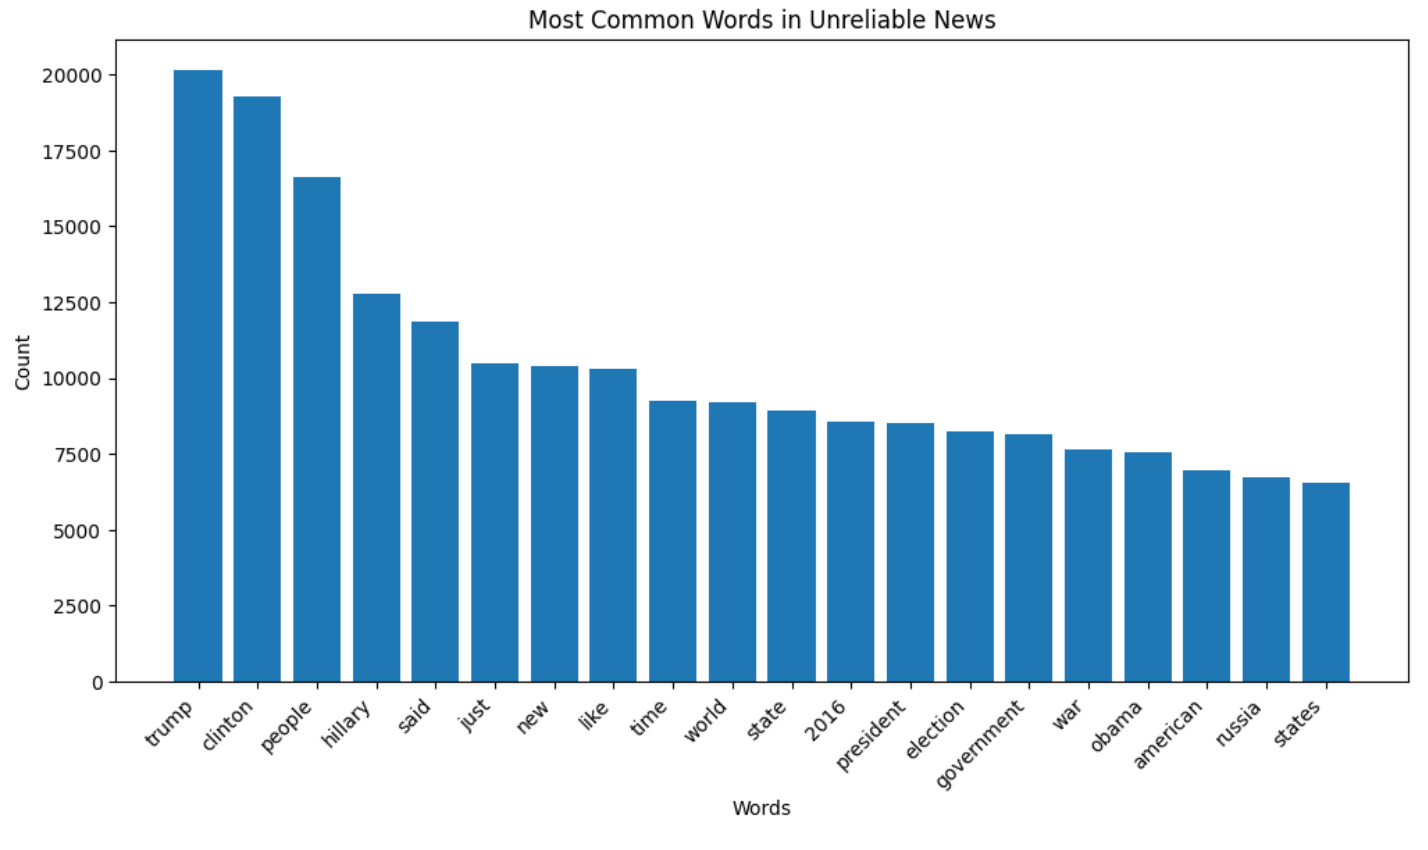 Most Common Words in Unreliable News
20000
17500
15000
12500
10000
7500
5000
2500
0
Count
trump
clinton
people
hillary
said
just
new
like
time
world
state
2016
president
election
government
war
obama
american
russia
states
Words